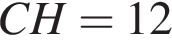 CH = 12